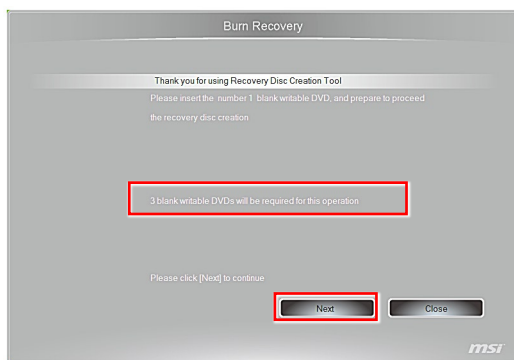 Burn Recovery
Thank you for using Recovery Disc Creation Tool
Please insert the number 1 blank writable DVD, and prepare to proceed
the recovery disc creation
3 blank writable DVDs will be required for this operation
Please click [Next] to continue
Next Close
msi